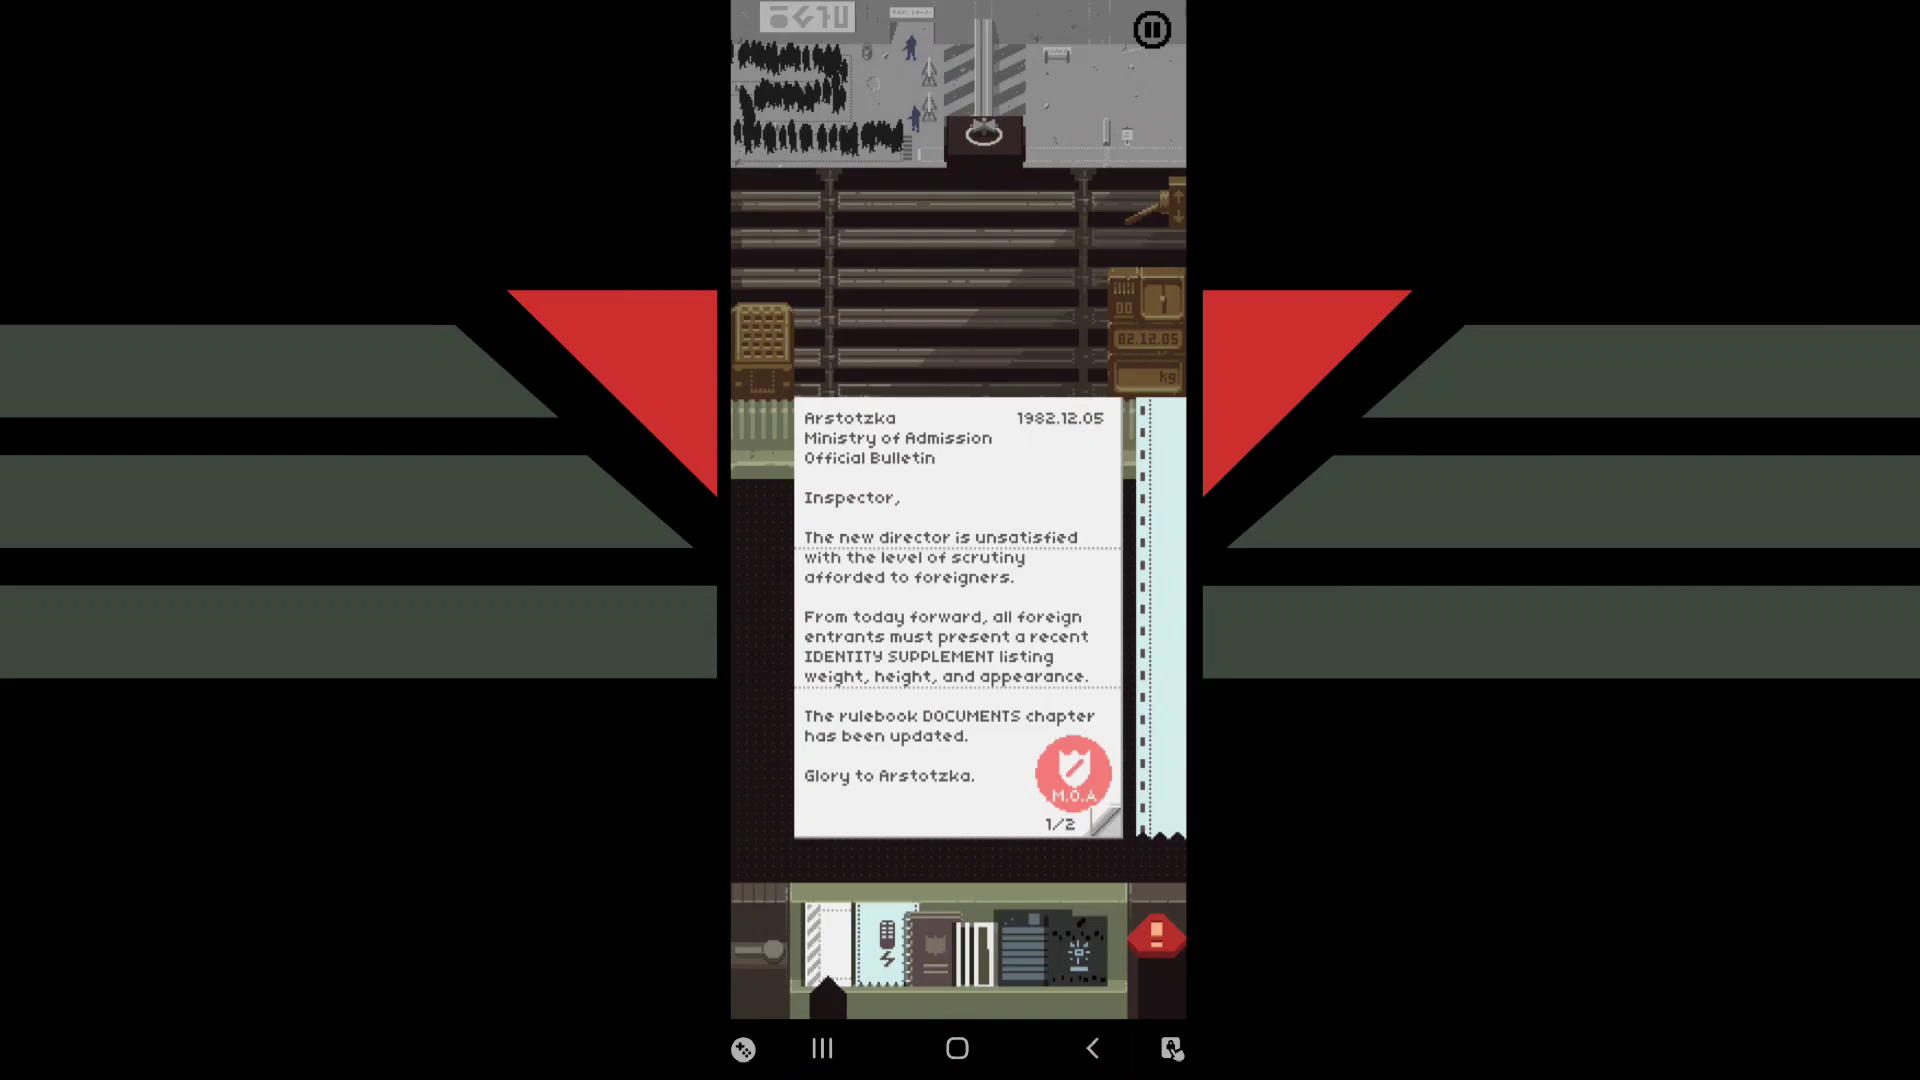 82.12.05
kg
Arstotzka 1982.12.05
Ministry of Admission
Official Bulletin
Inspector,
The new director is unsatisfied
with the level of scrutiny
afforded to foreigners.
From today forward, all foreign
entrants must present a recent
IDENTITY SUPPLEMENT listing
weight, height, and appearance.
The rulebook DOCUMENTS chapter
has been updated.
Glory to Arstotzka.
M.O.A
1/2